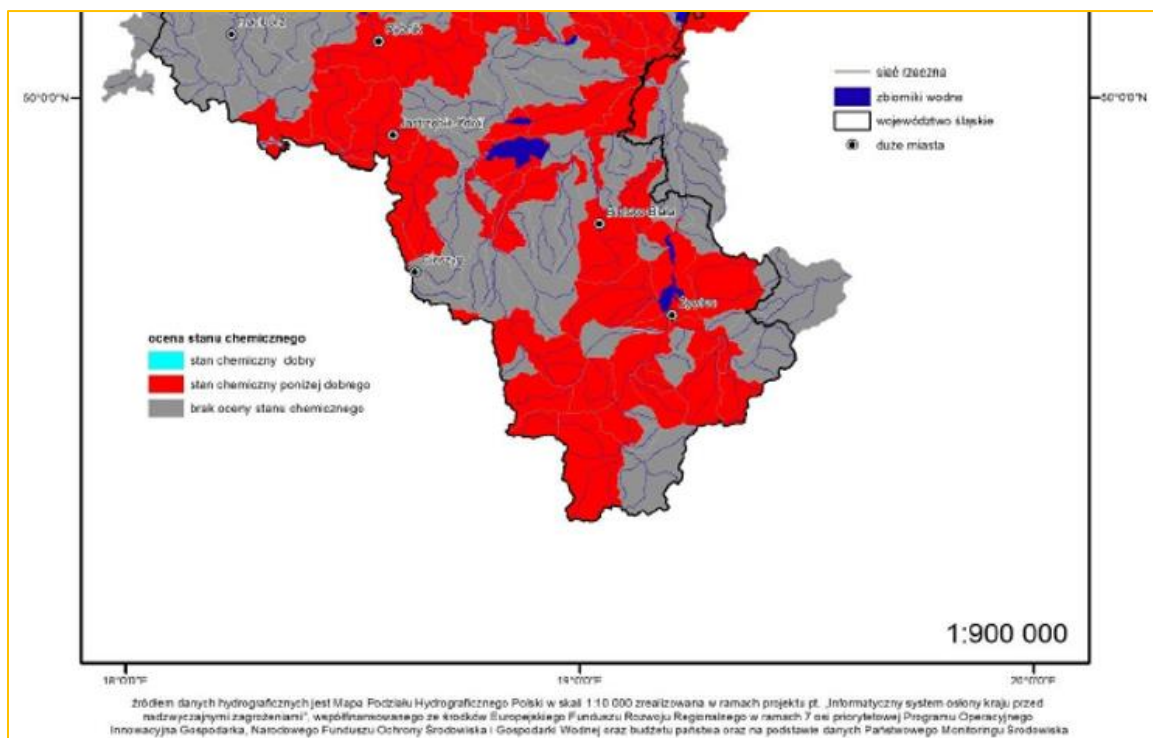 Racibórz
Rybnik
50°0'0"N
sieć rzeczna
50°0'0"N
zbiorniki wodne
województwo śląskie
Jastrzębie-Zdrój
duże miasta
Bielsko-Biała
Cieszyn
Żywiec
ocena stanu chemicznego
stan chemiczny dobry
stan chemiczny poniżej dobrego
brak oceny stanu chemicznego
1:900 000
18°0'0"E
19°0'0"E
20°0'0"E
źródłem danych hydrograficznych jest Mapa Podziału Hydrograficznego Polski w skali 1:10 000 zrealizowana w ramach projektu pt. „Informatyczny system osłony kraju przed
nadzwyczajnymi zagrożeniami", współfinansowanego ze środków Europejskiego Funduszu Rozwoju Regionalnego w ramach 7 osi priorytetowej Programu Operacyjnego
Innowacyjna Gospodarka, Narodowego Funduszu Ochrony Środowiska i Gospodarki Wodnej oraz budżetu państwa oraz na podstawie danych Państwowego Monitoringu Środowiska